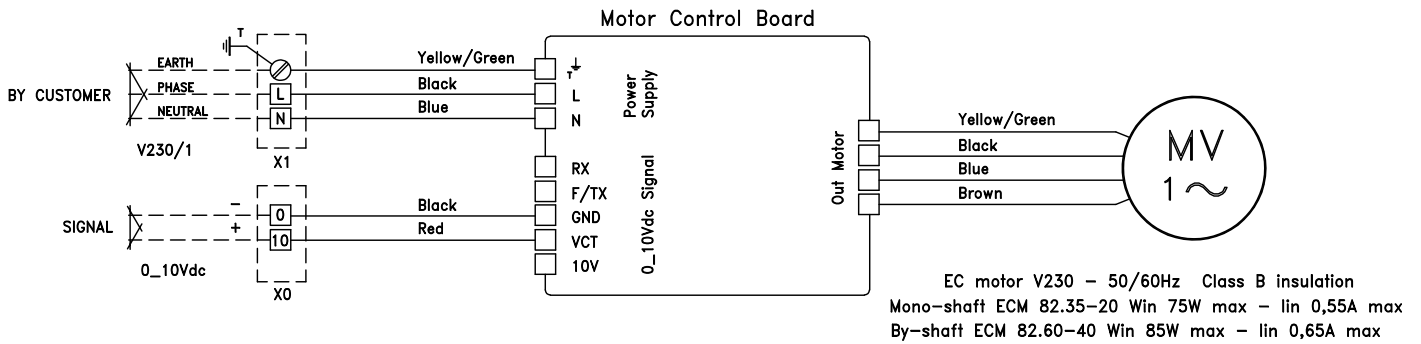 Motor Control Board
T
EARTH
Yellow/Green
T
BY CUSTOMER
PHASE
L
Black
L
Power
Supply
NEUTRAL
N
Blue
N
V230/1
X1
Yellow/Green
Out Motor
Black
Blue
Brown
MV
1~
RX
F/TX
0_10Vdc Signal
SIGNAL
-
0
Black
GND
+
10
Red
VCT
10V
0_10Vdc
X0
EC motor V230 - 50/60Hz Class B insulation
Mono-shaft ECM 82.35-20 Win 75W max - Iin 0,55A max
By-shaft ECM 82.60-40 Win 85W max - Iin 0,65A max